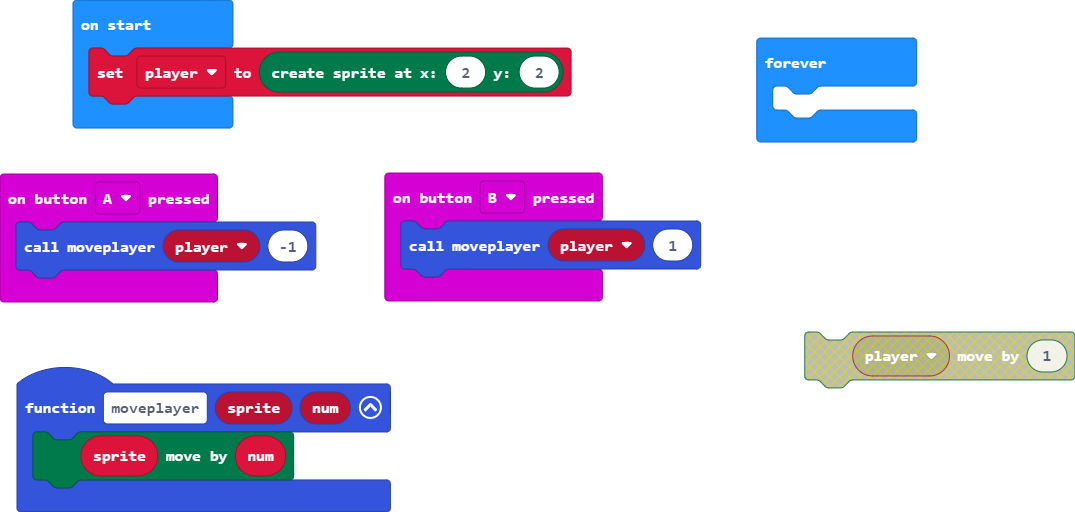 on start
set player to create sprite at x: 2 y: 2
forever
on button A pressed
call moveplayer player -1
on button B pressed
call moveplayer player 1
player move by 1
function moveplayer sprite num
sprite move by num